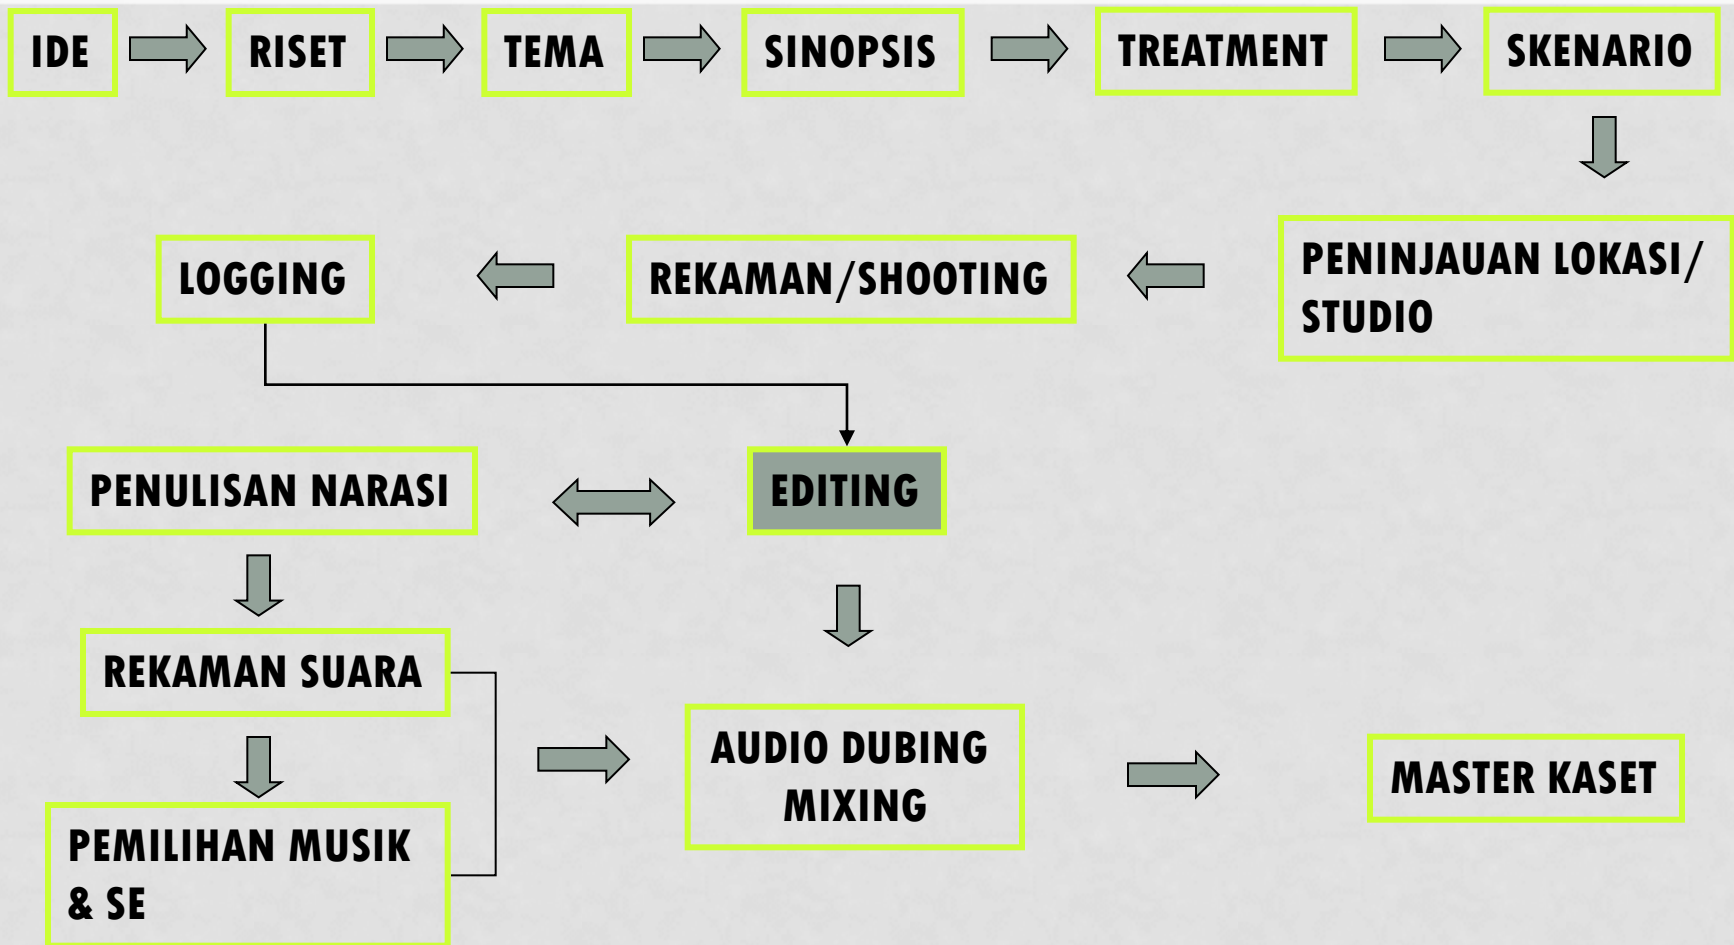 IDE
RISET
TEMA
SINOPSIS
TREATMENT
SKENARIO
PENINJAUAN LOKASI/
STUDIO
REKAMAN/SHOOTING
LOGGING
EDITING
PENULISAN NARASI
REKAMAN SUARA
PEMILIHAN MUSIK
& SE
AUDIO DUBING
MIXING
MASTER KASET